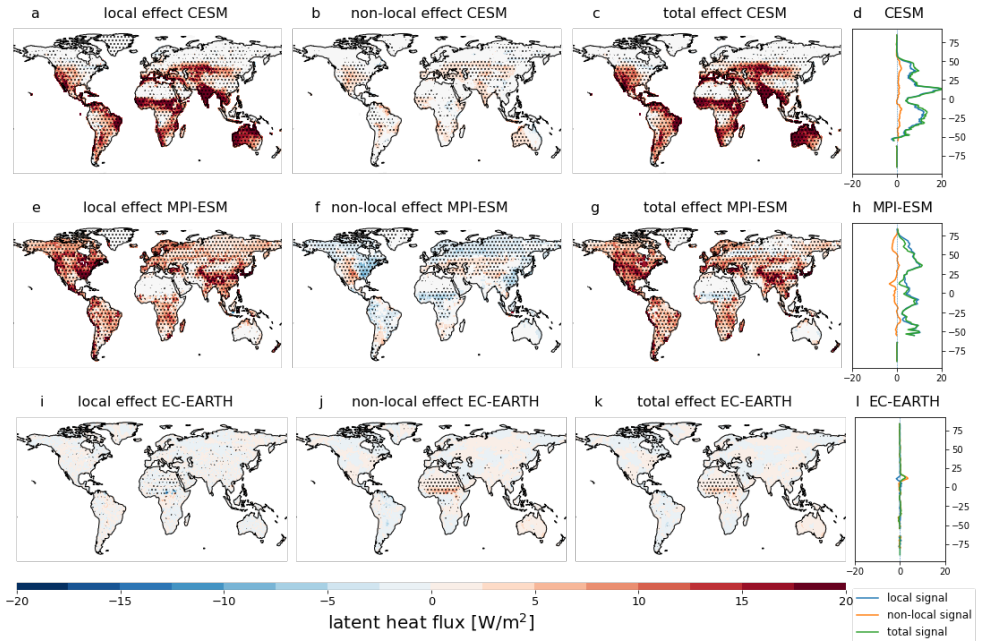 a local effect CESM
b non-local effect CESM
c total effect CESM
d CESM
75
50
25
0
−25
−50
−75
−20 0 20
e local effect MPI-ESM
f non-local effect MPI-ESM
g total effect MPI-ESM
h MPI-ESM
75
50
25
0
−25
−50
−75
−20 0 20
i local effect EC-EARTH
j non-local effect EC-EARTH
k total effect EC-EARTH
l EC-EARTH
75
50
25
0
−25
−50
−75
−20 0 20
−20 −15 −10 −5 0 5 10 15 20
latent heat flux [W/m²]
local signal
non-local signal
total signal